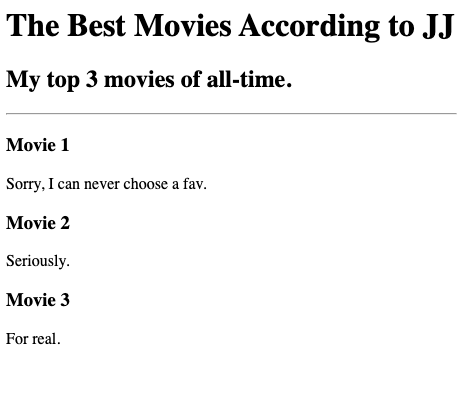 The Best Movies According to JJ
My top 3 movies of all-time.
Movie 1
Sorry, I can never choose a fav.
Movie 2
Seriously.
Movie 3
For real.